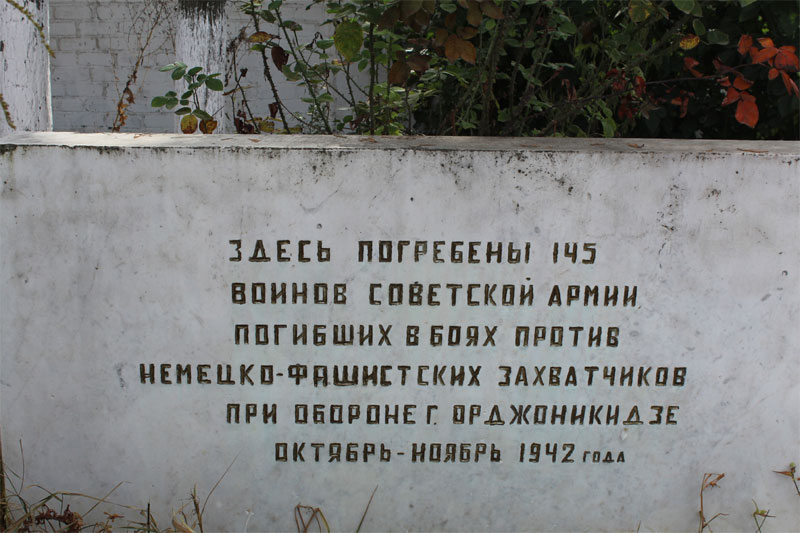 ЗДЕСЬ ПОГРЕБЕНЫ 145
ВОИНОВ СОВЕТСКОЙ АРМИИ
ПОГИБШИХ В БОЯХ ПРОТИВ
НЕМЕЦКО-ФАШИСТСКИХ ЗАХВАТЧИКОВ
ПРИ ОБОРОНЕ Г. ОРДЖОНИКИДЗЕ
ОКТЯБРЬ-НОЯБРЬ 1942 ГОДА